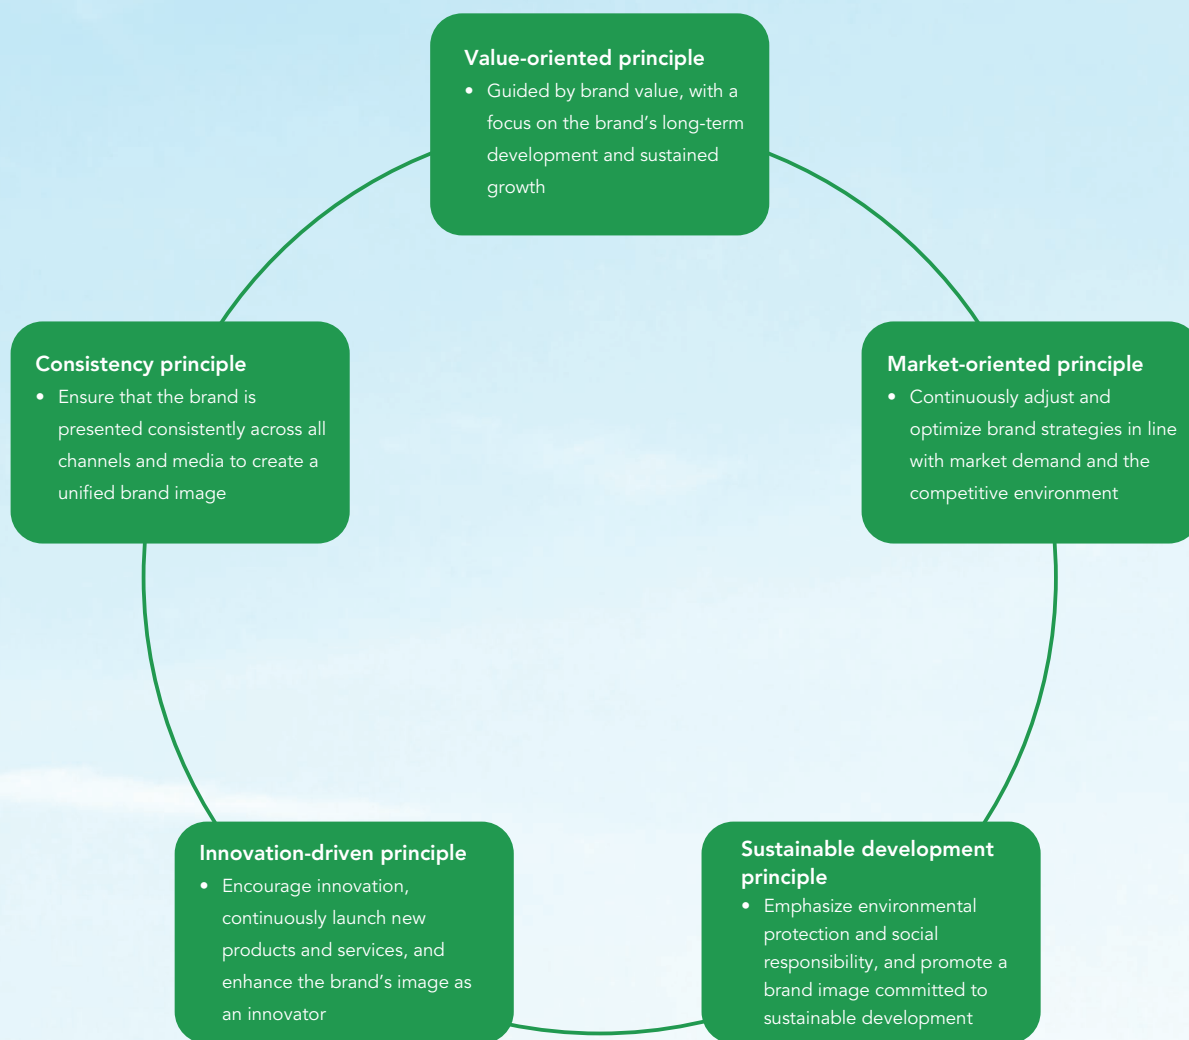 Value-oriented principle
• Guided by brand value, with a
focus on the brand’s long-term
development and sustained
growth
Consistency principle
• Ensure that the brand is
presented consistently across all
channels and media to create a
unified brand image
Market-oriented principle
• Continuously adjust and
optimize brand strategies in line
with market demand and the
competitive environment
Innovation-driven principle
• Encourage innovation,
continuously launch new
products and services, and
enhance the brand’s image as
an innovator
Sustainable development
principle
• Emphasize environmental
protection and social
responsibility, and promote a
brand image committed to
sustainable development